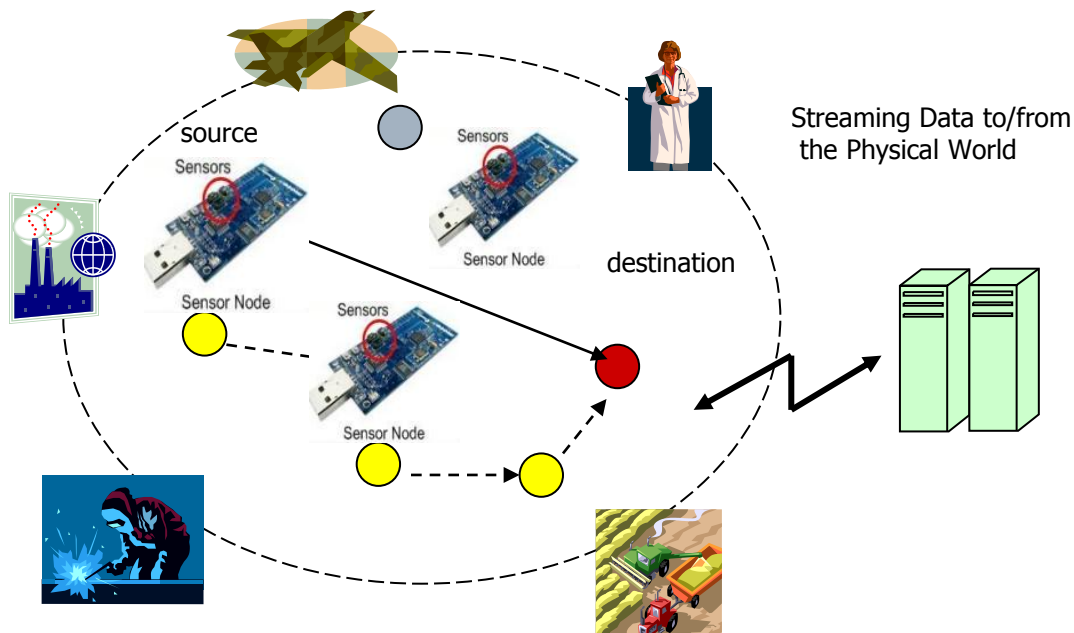 source
Streaming Data to/from
the Physical World
Sensors
Sensors
Sensor Node
destination
Sensor Node
Sensors
Sensor Node